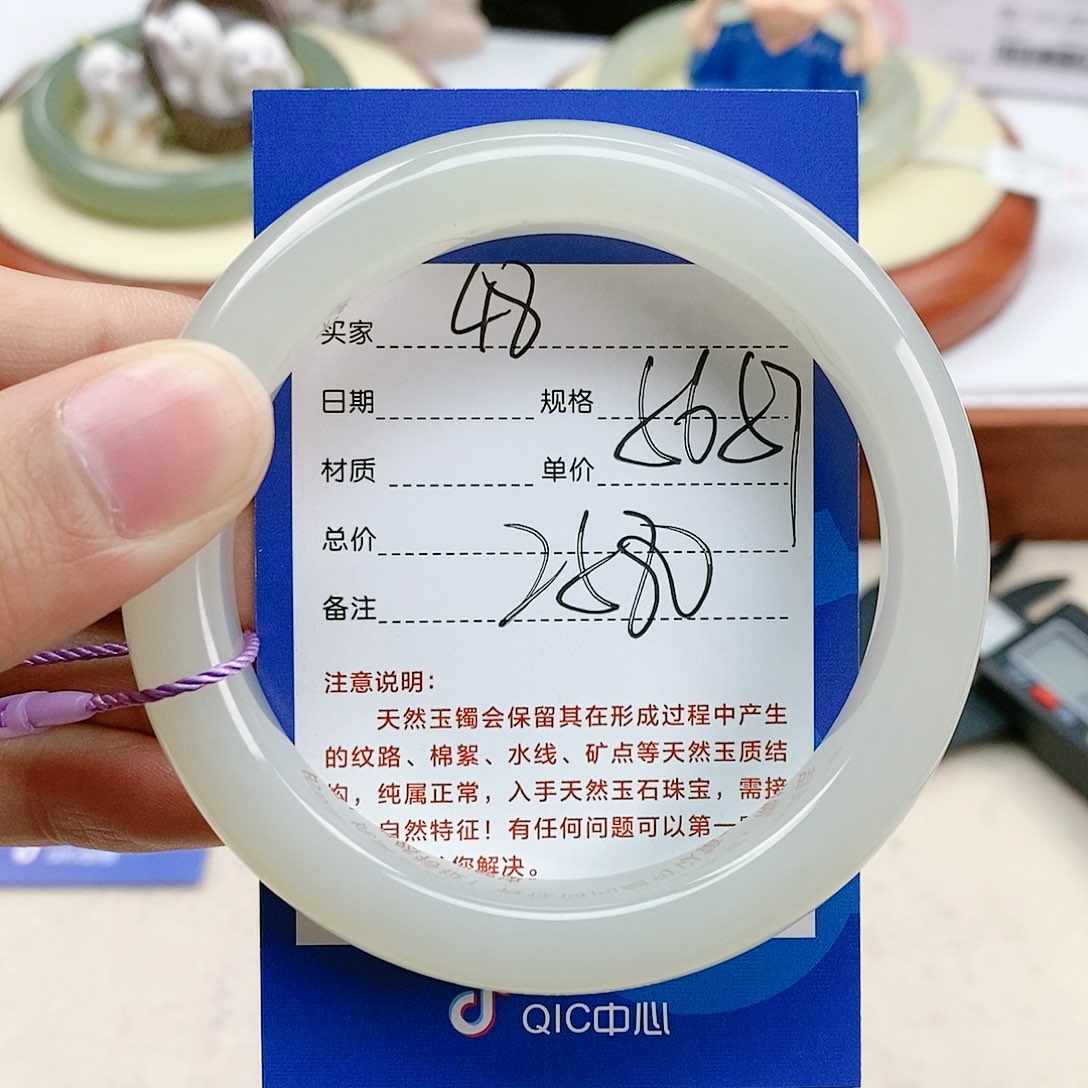 买家 48
日期 规格
材质 单价
总价
备注
注意说明：
天然玉镯会保留其在形成过程中产生
的纹路、棉絮、水线、矿点等天然玉质结
构，纯属正常，入手天然玉石珠宝，需接
自然特征！有任何问题可以第一
您解决。
QIC中心